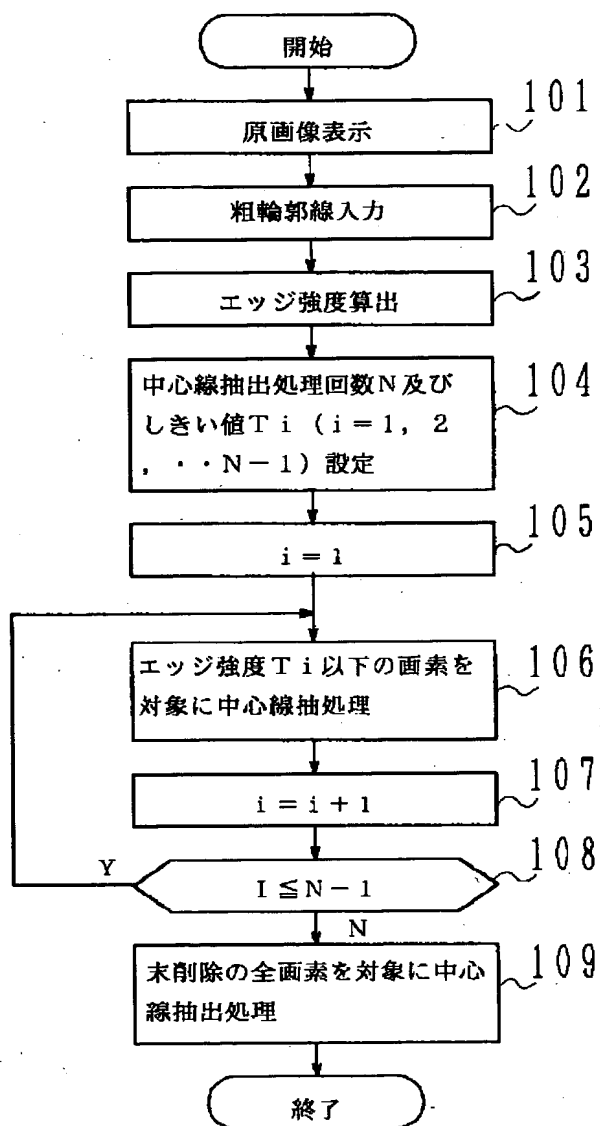 開始
101
原画像表示
102
粗輪郭線入力
103
エッジ強度算出
104
中心線抽出処理回数N及び
しきい値Ti (i=1, 2
, ・・N-1) 設定
105
i=1
106
エッジ強度Ti以下の画素を
対象に中心線抽処理
107
i=i+1
108
Y
I≦N-1
N
109
末削除の全画素を対象に中心
線抽出処理
終了